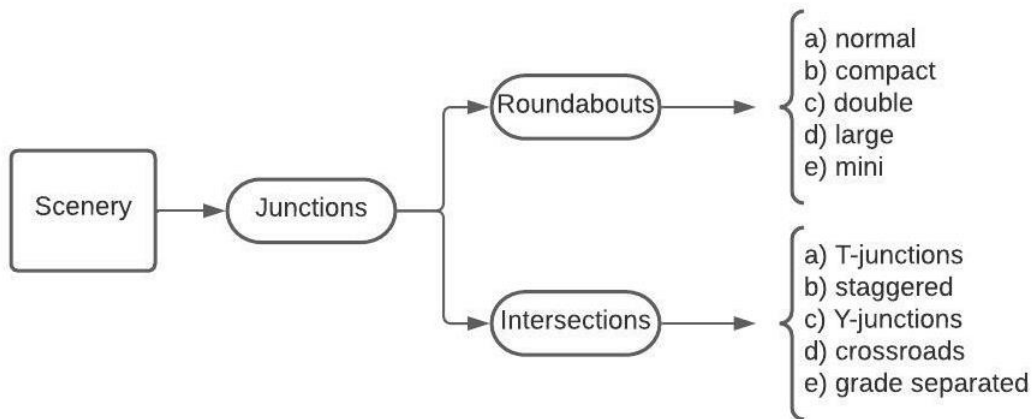 Scenery
Junctions
Roundabouts
a) normal
b) compact
c) double
d) large
e) mini
Intersections
a) T-junctions
b) staggered
c) Y-junctions
d) crossroads
e) grade separated